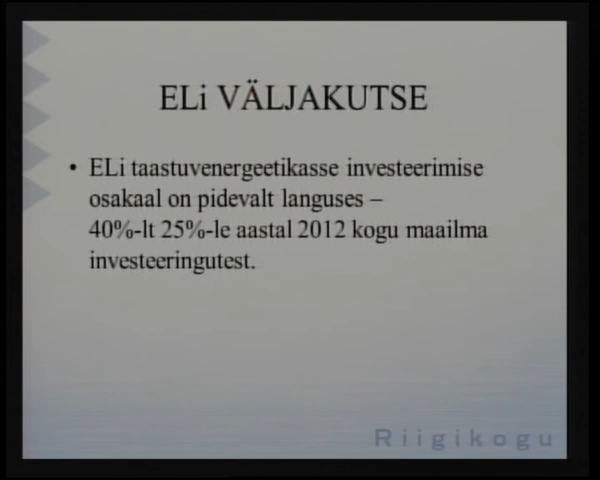 ELi VÄLJAKUTSE
• ELi taastuvenergeetikasse investeerimise
osakaal on pidevalt languses –
40%-lt 25%-le aastal 2012 kogu maailma
investeeringutest.
Riigikogu